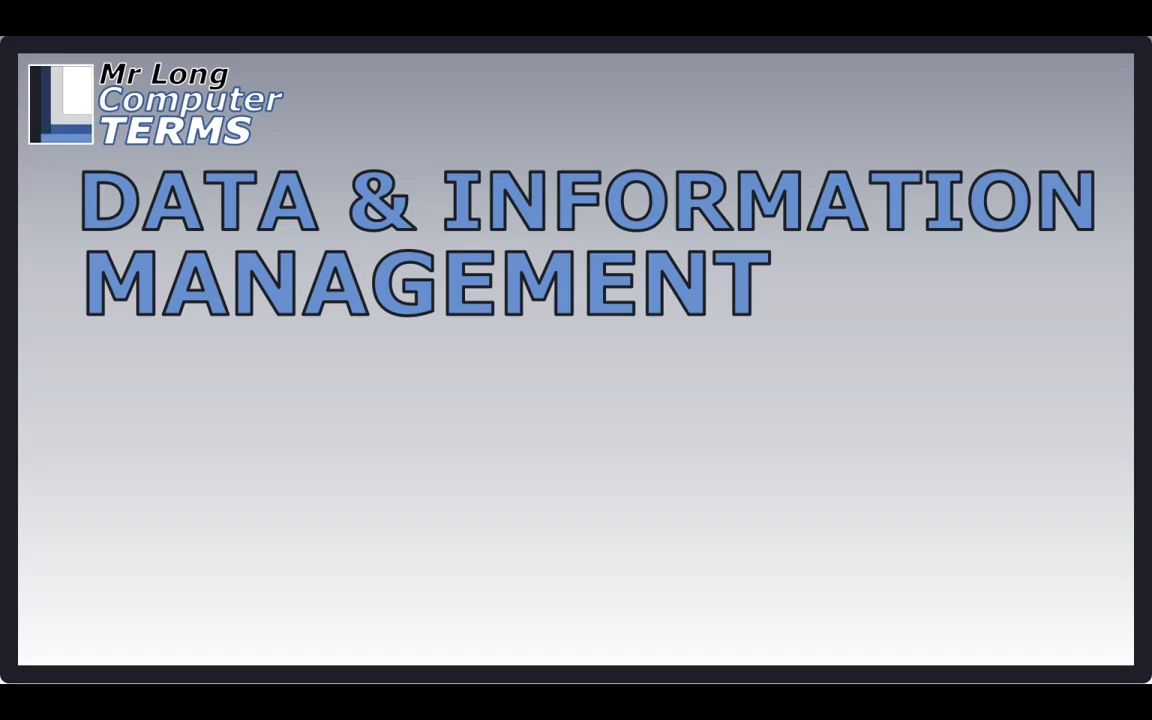 Mr Long
Computer
TERMS
DATA & INFORMATION
MANAGEMENT